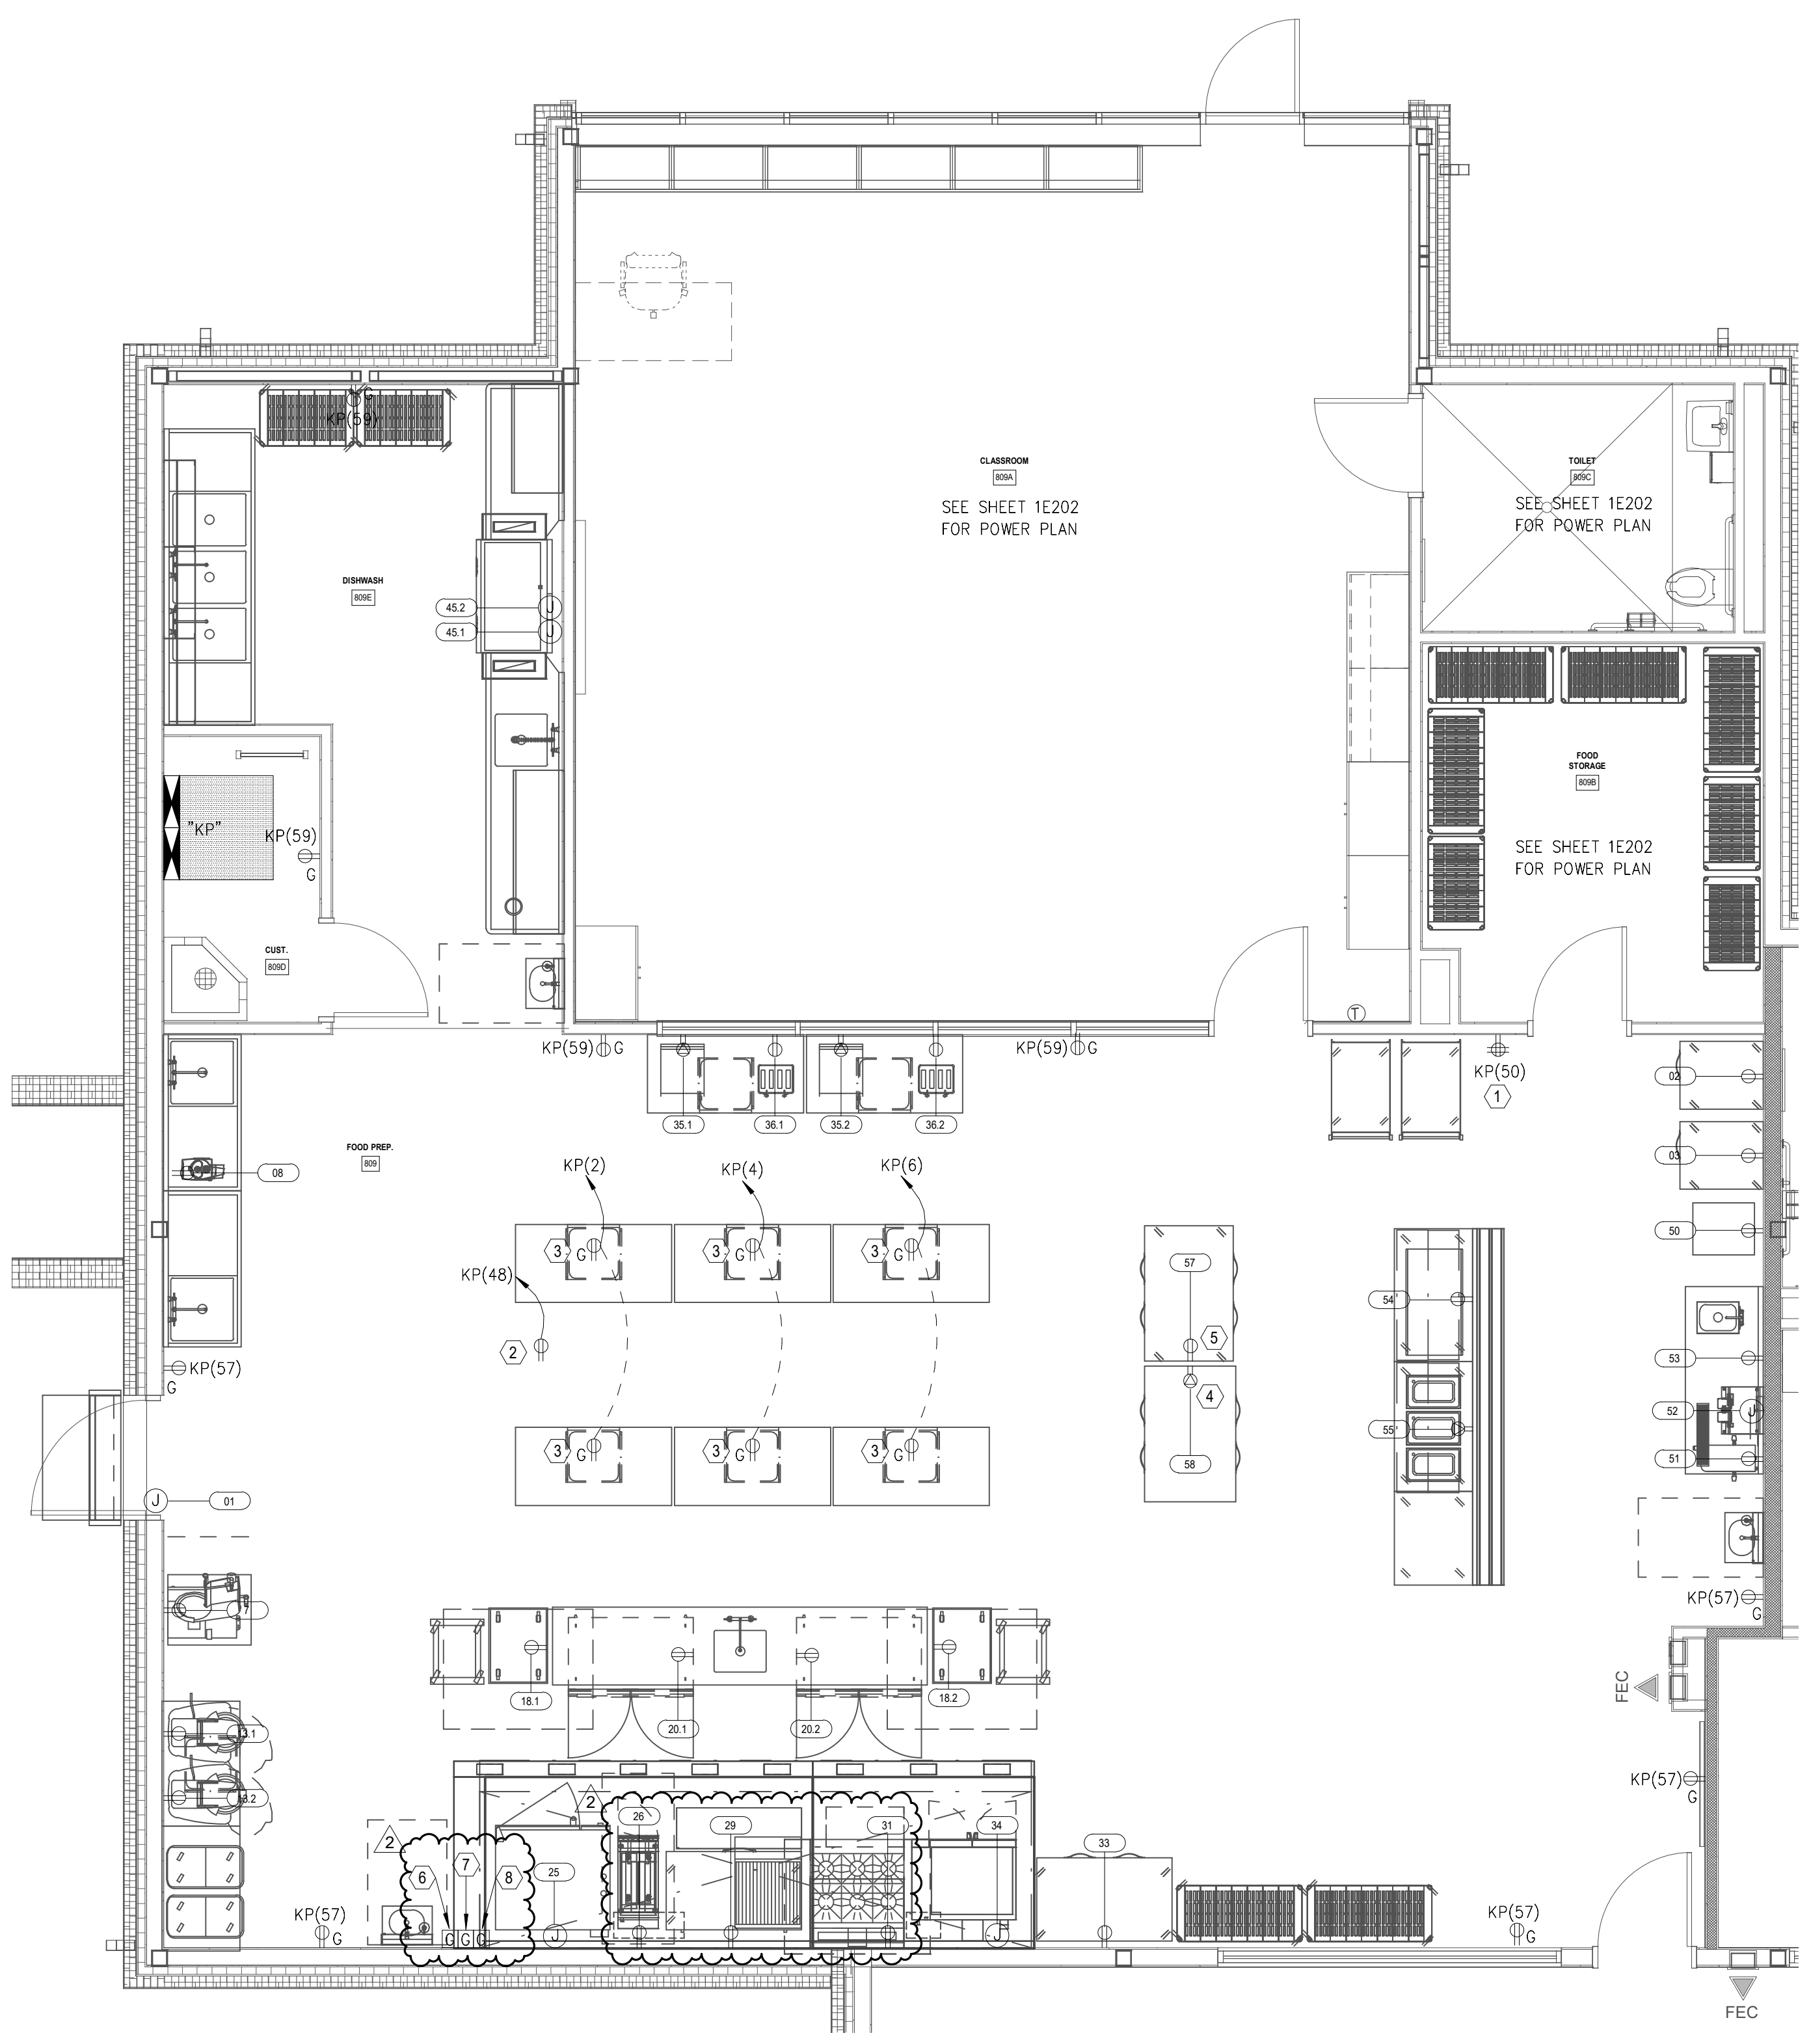 G
KP(59)
CLASSROOM
809A
SEE SHEET 1E202
FOR POWER PLAN
TOILET
809C
SEE SHEET 1E202
FOR POWER PLAN
DISHWASH
809E
45.2
J
45.1
J
FOOD
STORAGE
809B
SEE SHEET 1E202
FOR POWER PLAN
"KP"
KP(59)
G
CUST.
809D
T
KP(59)
G
KP(59)
G
KP(50)
1
35.1
36.1
35.2
36.2
02
03
50
FOOD PREP.
809
08
KP(2)
KP(4)
KP(6)
3
G
3
G
3
G
KP(48)
2
57
5
4
58
54
55
53
52
J
51
KP(57)
G
3
G
3
G
3
G
J
01
7
KP(57)
G
18.1
20.1
20.2
18.2
FEC
13.1
13.2
KP(57)
G
2
2
26
29
31
34
33
6
7
8
25
KP(57)
G
G
G
G
J
J
KP(57)
G
FEC